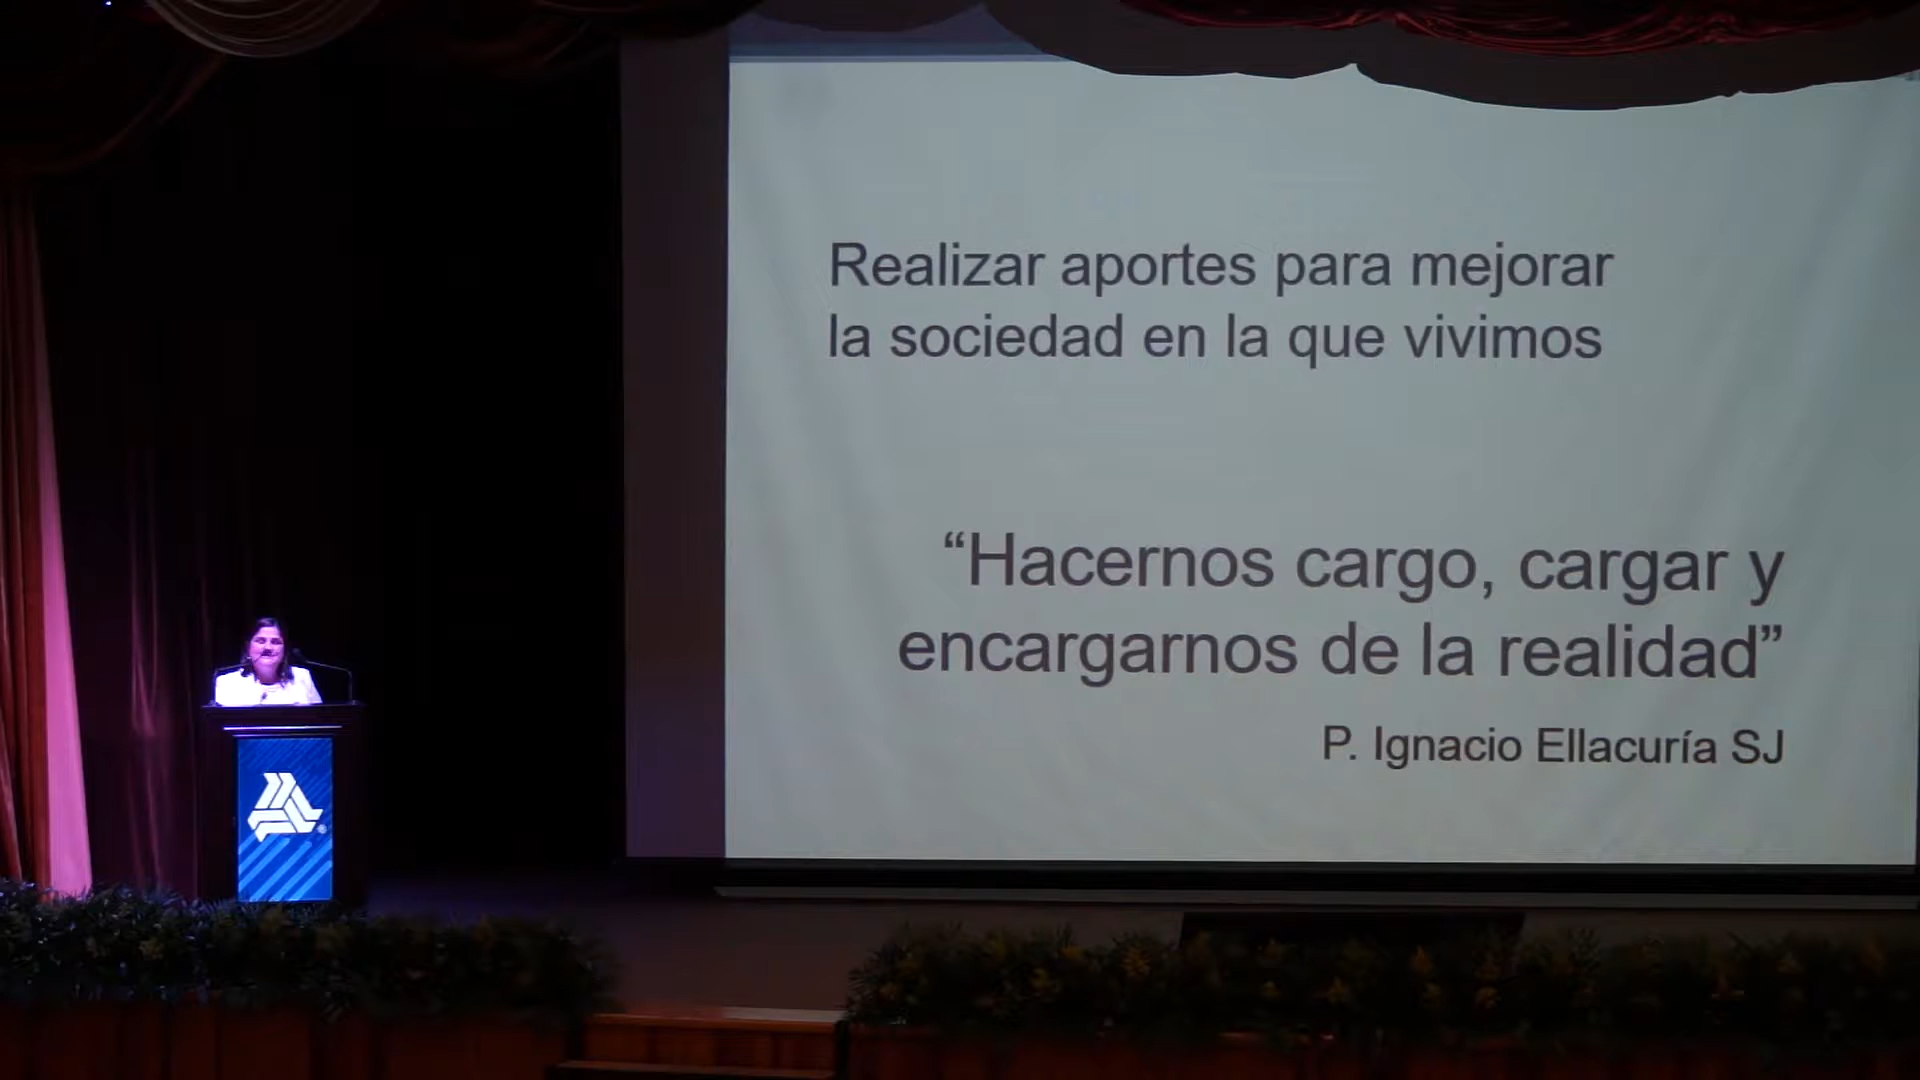 Realizar aportes para mejorar
la sociedad en la que vivimos
“Hacernos cargo, cargar y
encargarnos de la realidad”
P. Ignacio Ellacuría SJ